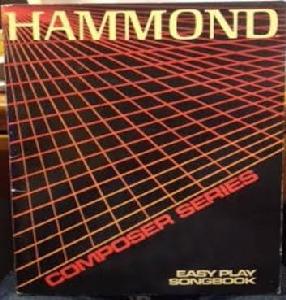 HAMMOND
COMPOSER SERIES
EASY PLAY
SONGBOOK